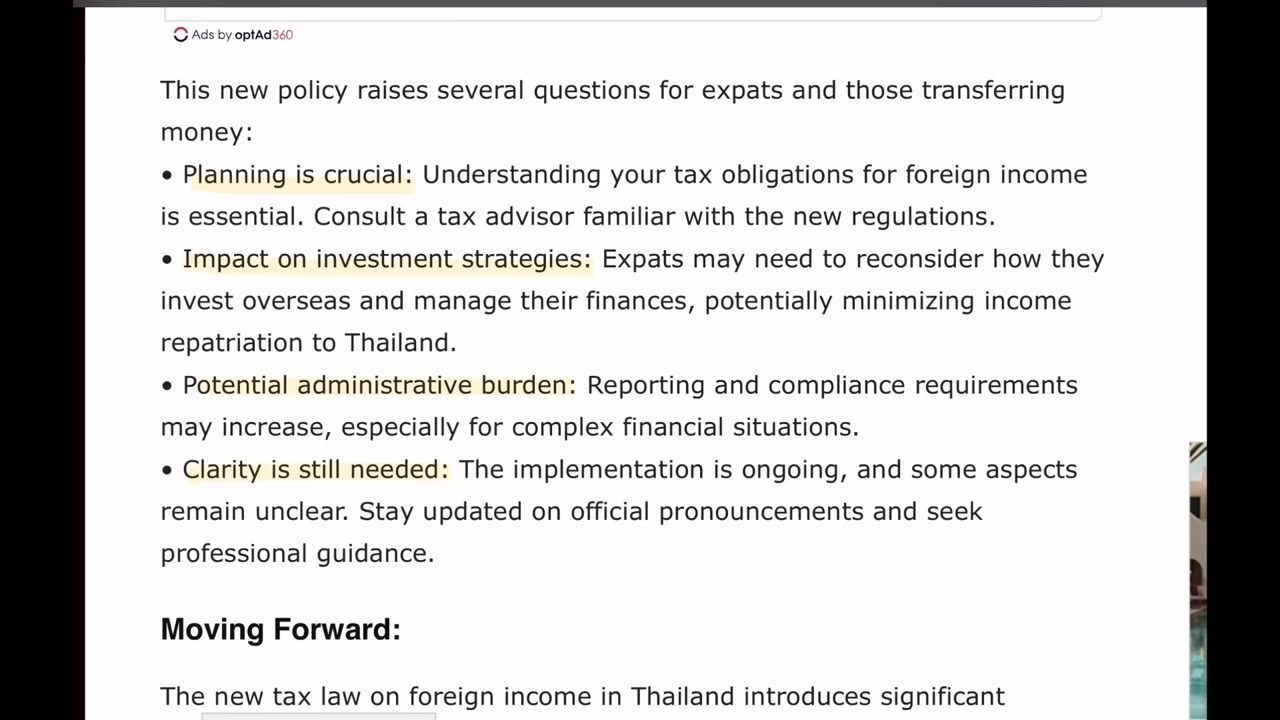 Ads by optAd360
This new policy raises several questions for expats and those transferring
money:
• Planning is crucial: Understanding your tax obligations for foreign income
is essential. Consult a tax advisor familiar with the new regulations.
• Impact on investment strategies: Expats may need to reconsider how they
invest overseas and manage their finances, potentially minimizing income
repatriation to Thailand.
• Potential administrative burden: Reporting and compliance requirements
may increase, especially for complex financial situations.
• Clarity is still needed: The implementation is ongoing, and some aspects
remain unclear. Stay updated on official pronouncements and seek
professional guidance.
Moving Forward:
The new tax law on foreign income in Thailand introduces significant